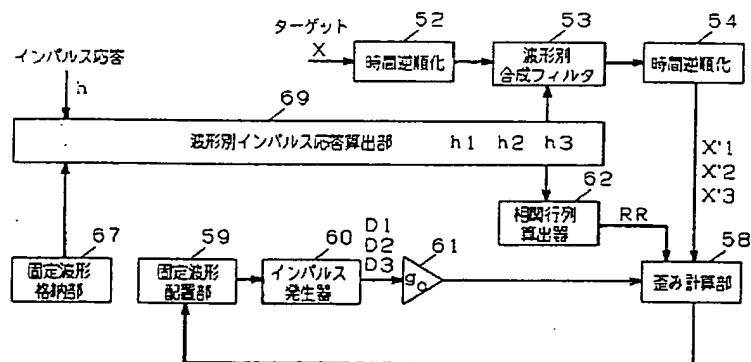 ターゲット
X
52
時間逆順化
53
波形別
合成フィルタ
54
時間逆順化
インパルス応答
h
69
波形別インパルス応答算出部 h1 h2 h3
X'1
X'2
X'3
62
相関行列
算出器
RR
67
固定波形
格納部
59
固定波形
配置部
60
インパルス
発生器
D1
D2
D3
61
gc
58
歪み計算部